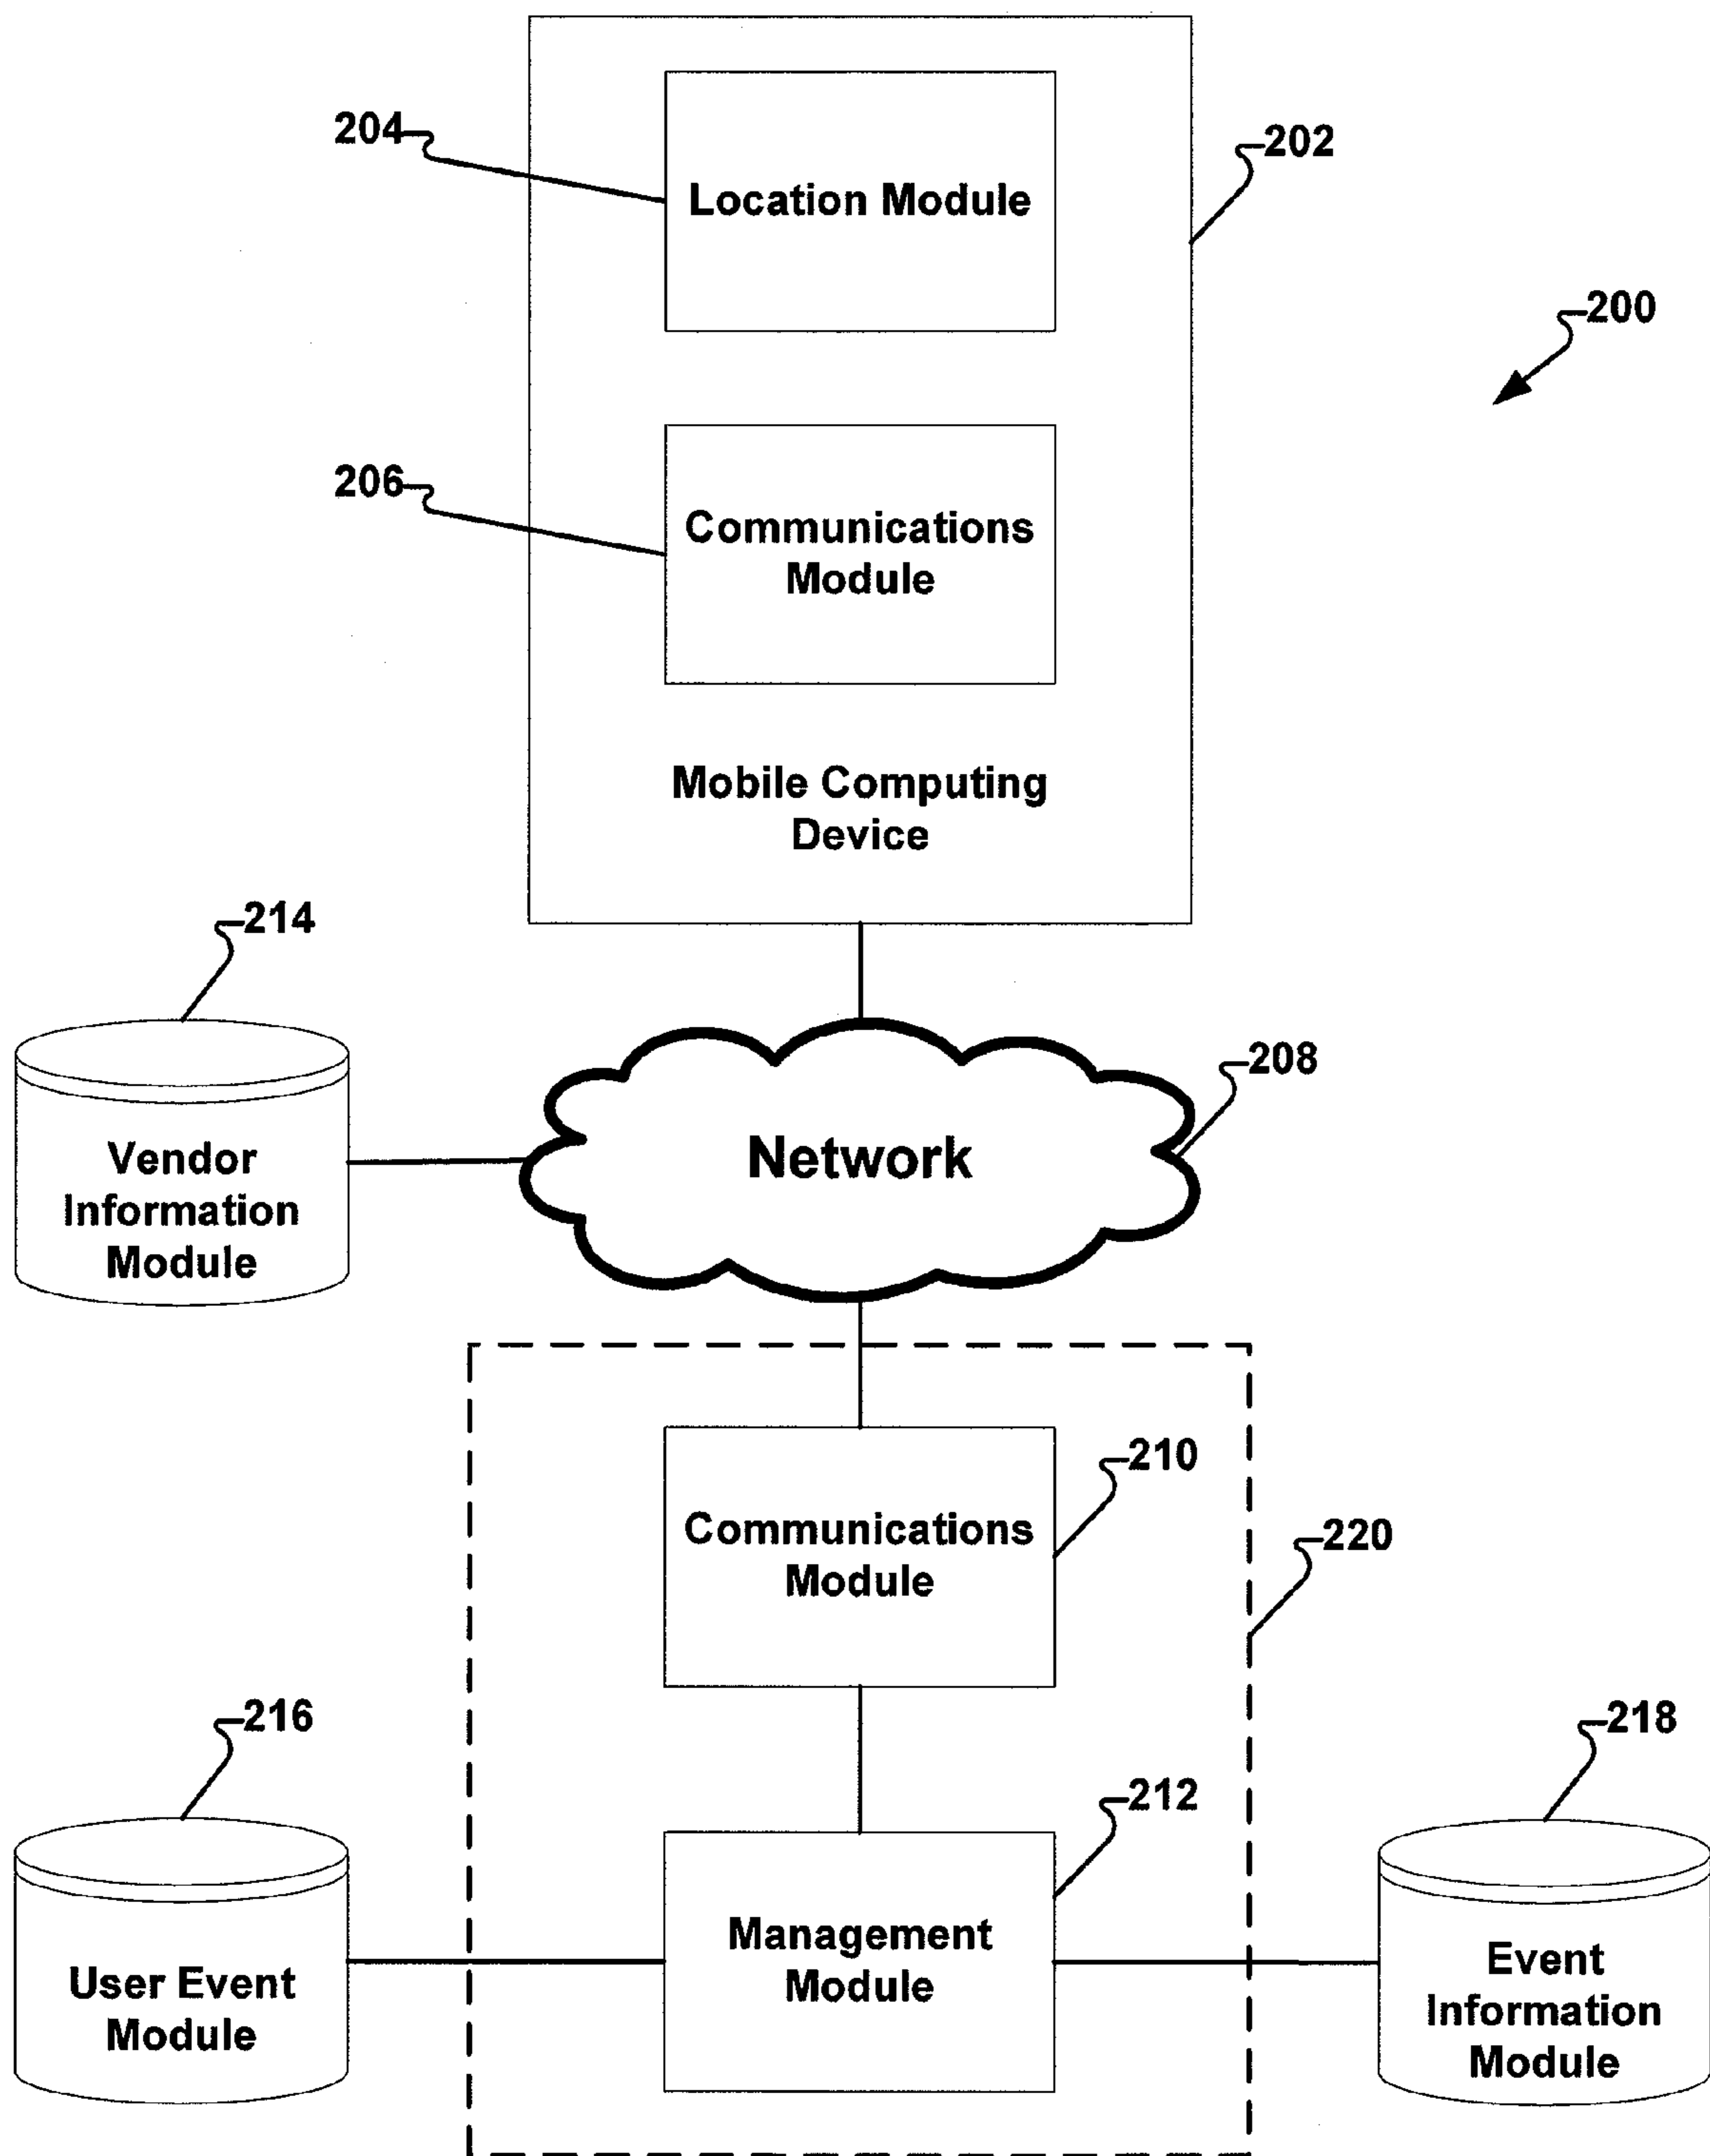 204
Location Module
202
200
206
Communications
Module
Mobile Computing
Device
214
Vendor
Information
Module
208
Network
210
Communications
Module
220
216
User Event
Module
212
Management
Module
218
Event
Information
Module